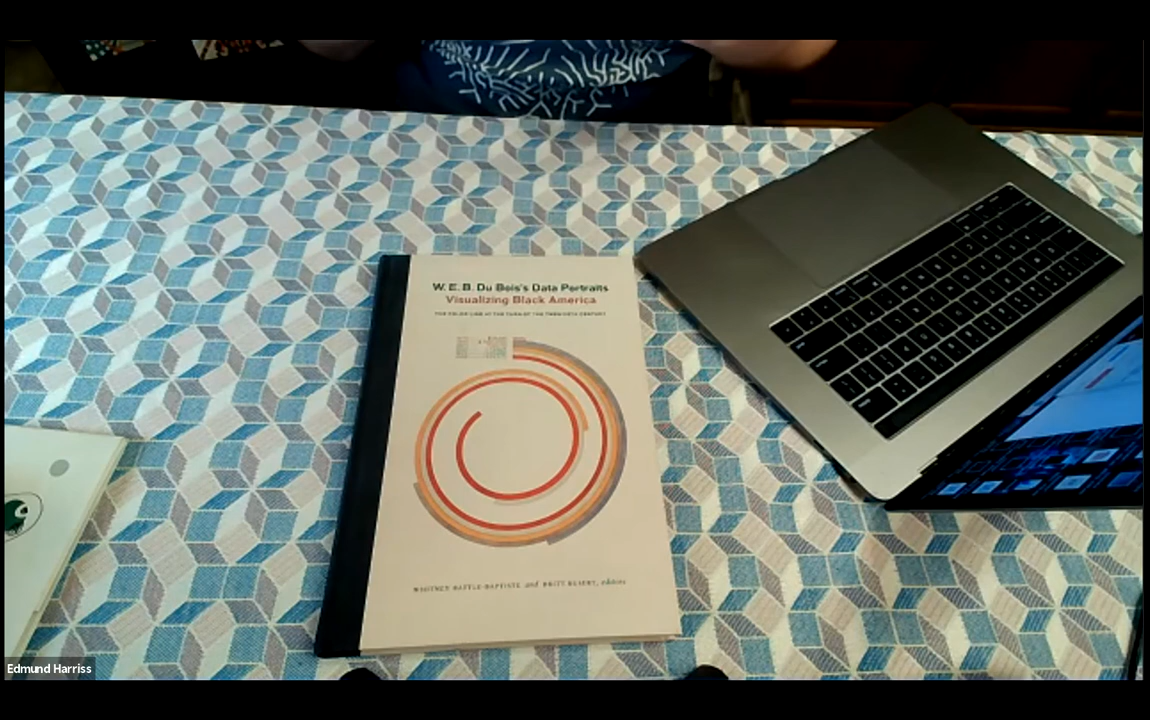 W. E. B. Du Bois's Data Portraits
Visualizing Black America
THE COLOR LINE AT THE TURN OF THE TWENTIETH CENTURY
WHITNEY BATTLE-BAPTISTE and BRITT RUSERT, editors
Edmund Harriss